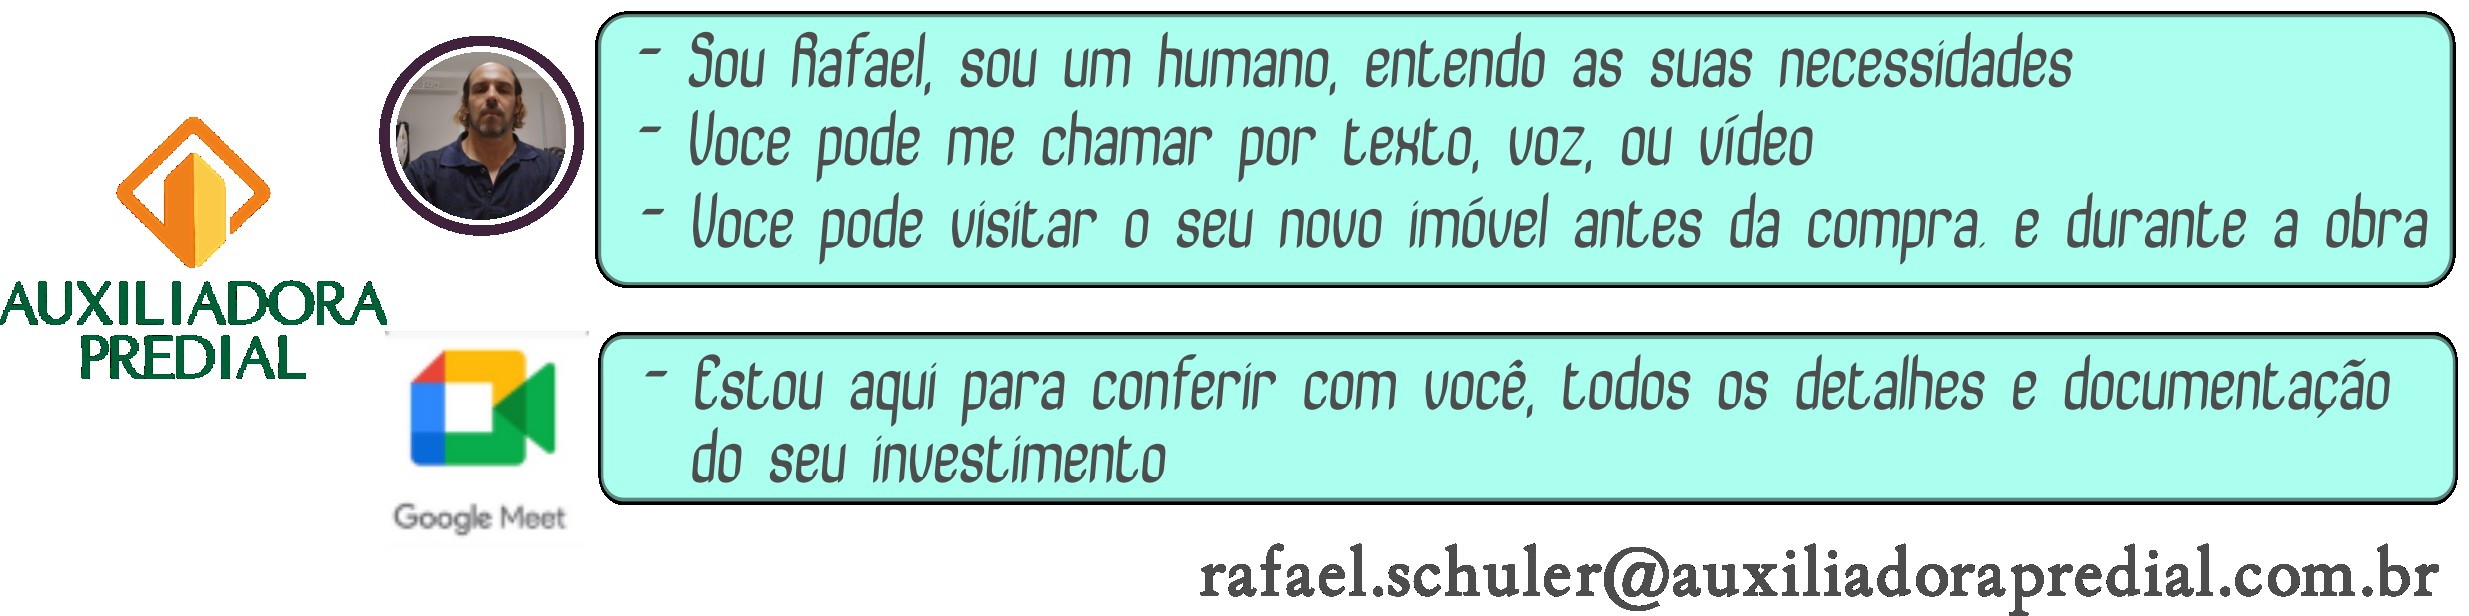 - Sou Rafael, sou um humano, entendo as suas necessidades
- Voce pode me chamar por texto, voz, ou vídeo
- Voce pode visitar o seu novo imóvel antes da compra, e durante a obra
AUXILIADORA
PREDIAL
- Estou aqui para conferir com você, todos os detalhes e documentação
do seu investimento
Google Meet
rafael.schuler@auxiliadorapredial.com.br